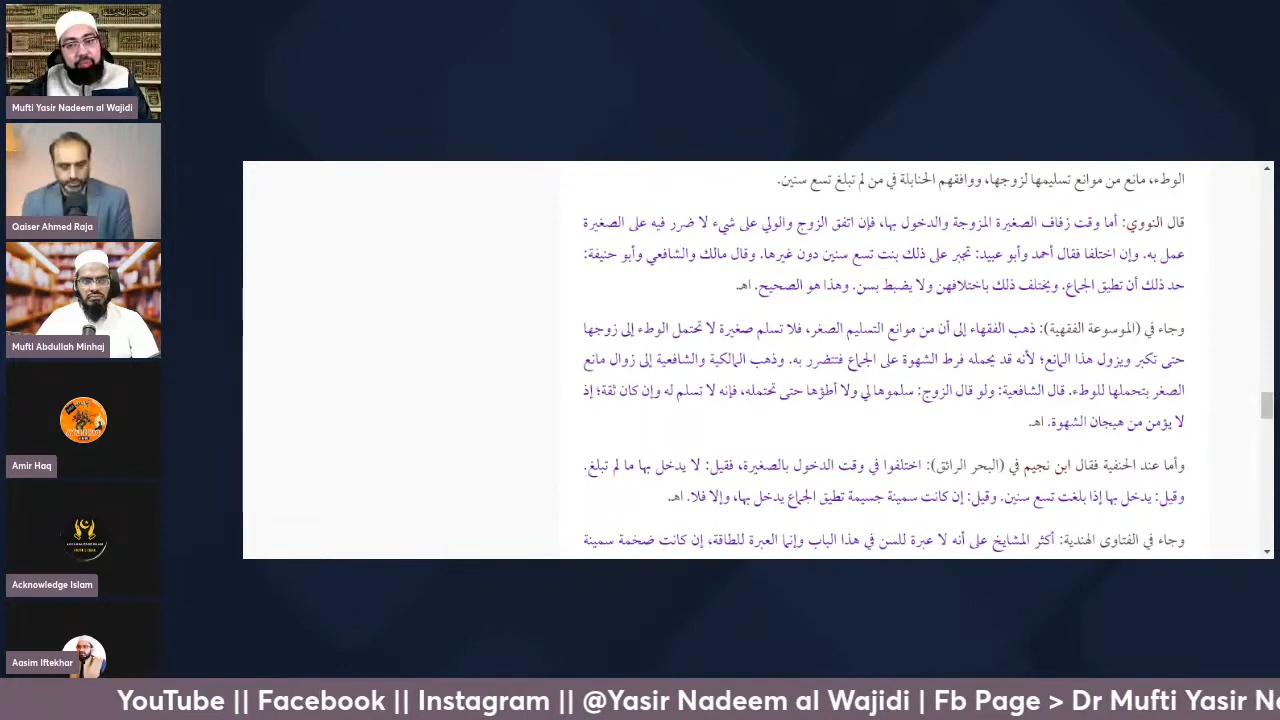 Mufti Yasir Nadeem al Wajidi
Qaiser Ahmed Raja
Mufti Abdullah Minhaj
Amir Haq
Acknowledge Islam
Aasim Iftekhar
الوطء، مانع من موانع تسليمها لزوجها، ووافقهم الحنابلة في من لم تبلغ تسع سنين.
قال النووي: أما وقت زفاف الصغيرة المزوجة والدخول بها، فإن اتفق الزوج والولي على شيء لا ضرر فيه على الصغيرة
عمل به. وإن اختلفا فقال أحمد وأبو عبيد: تجبر على ذلك بنت تسع سنين دون غيرها. وقال مالك والشافعي وأبو حنيفة:
حد ذلك أن تطيق الجماع. ويختلف ذلك باختلافهن ولا يضبط بسن. وهذا هو الصحيح. اهـ.
وجاء في (الموسوعة الفقهية): ذهب الفقهاء إلى أن من موانع التسليم الصغر، فلا تسلم صغيرة لا تحتمل الوطء إلى زوجها
حتى تكبر ويزول هذا المانع؛ لأنه قد يحمله فرط الشهوة على الجماع فتتضرر به. وذهب المالكية والشافعية إلى زوال مانع
الصغر بتحملها للوطء. قال الشافعية: ولو قال الزوج: سلموها لي ولا أطؤها حتى تحتمله، فإنه لا تسلم له وإن كان ثقة؛ إذ
لا يؤمن من هيجان الشهوة. اهـ.
وأما عند الحنفية فقال ابن نجيم في (البحر الرائق): اختلفوا في وقت الدخول بالصغيرة، فقيل: لا يدخل بها ما لم تبلغ.
وقيل: يدخل بها إذا بلغت تسع سنين. وقيل: إن كانت سمينة جسيمة تطيق الجماع يدخل بها، وإلا فلا. اهـ.
وجاء في الفتاوى الهندية: أكثر المشايخ على أنه لا عبرة للسن في هذا الباب وإنما العبرة للطاقة، إن كانت ضخمة سمينة
YouTube || Facebook || Instagram || @Yasir Nadeem al Wajidi | Fb Page > Dr Mufti Yasir Na